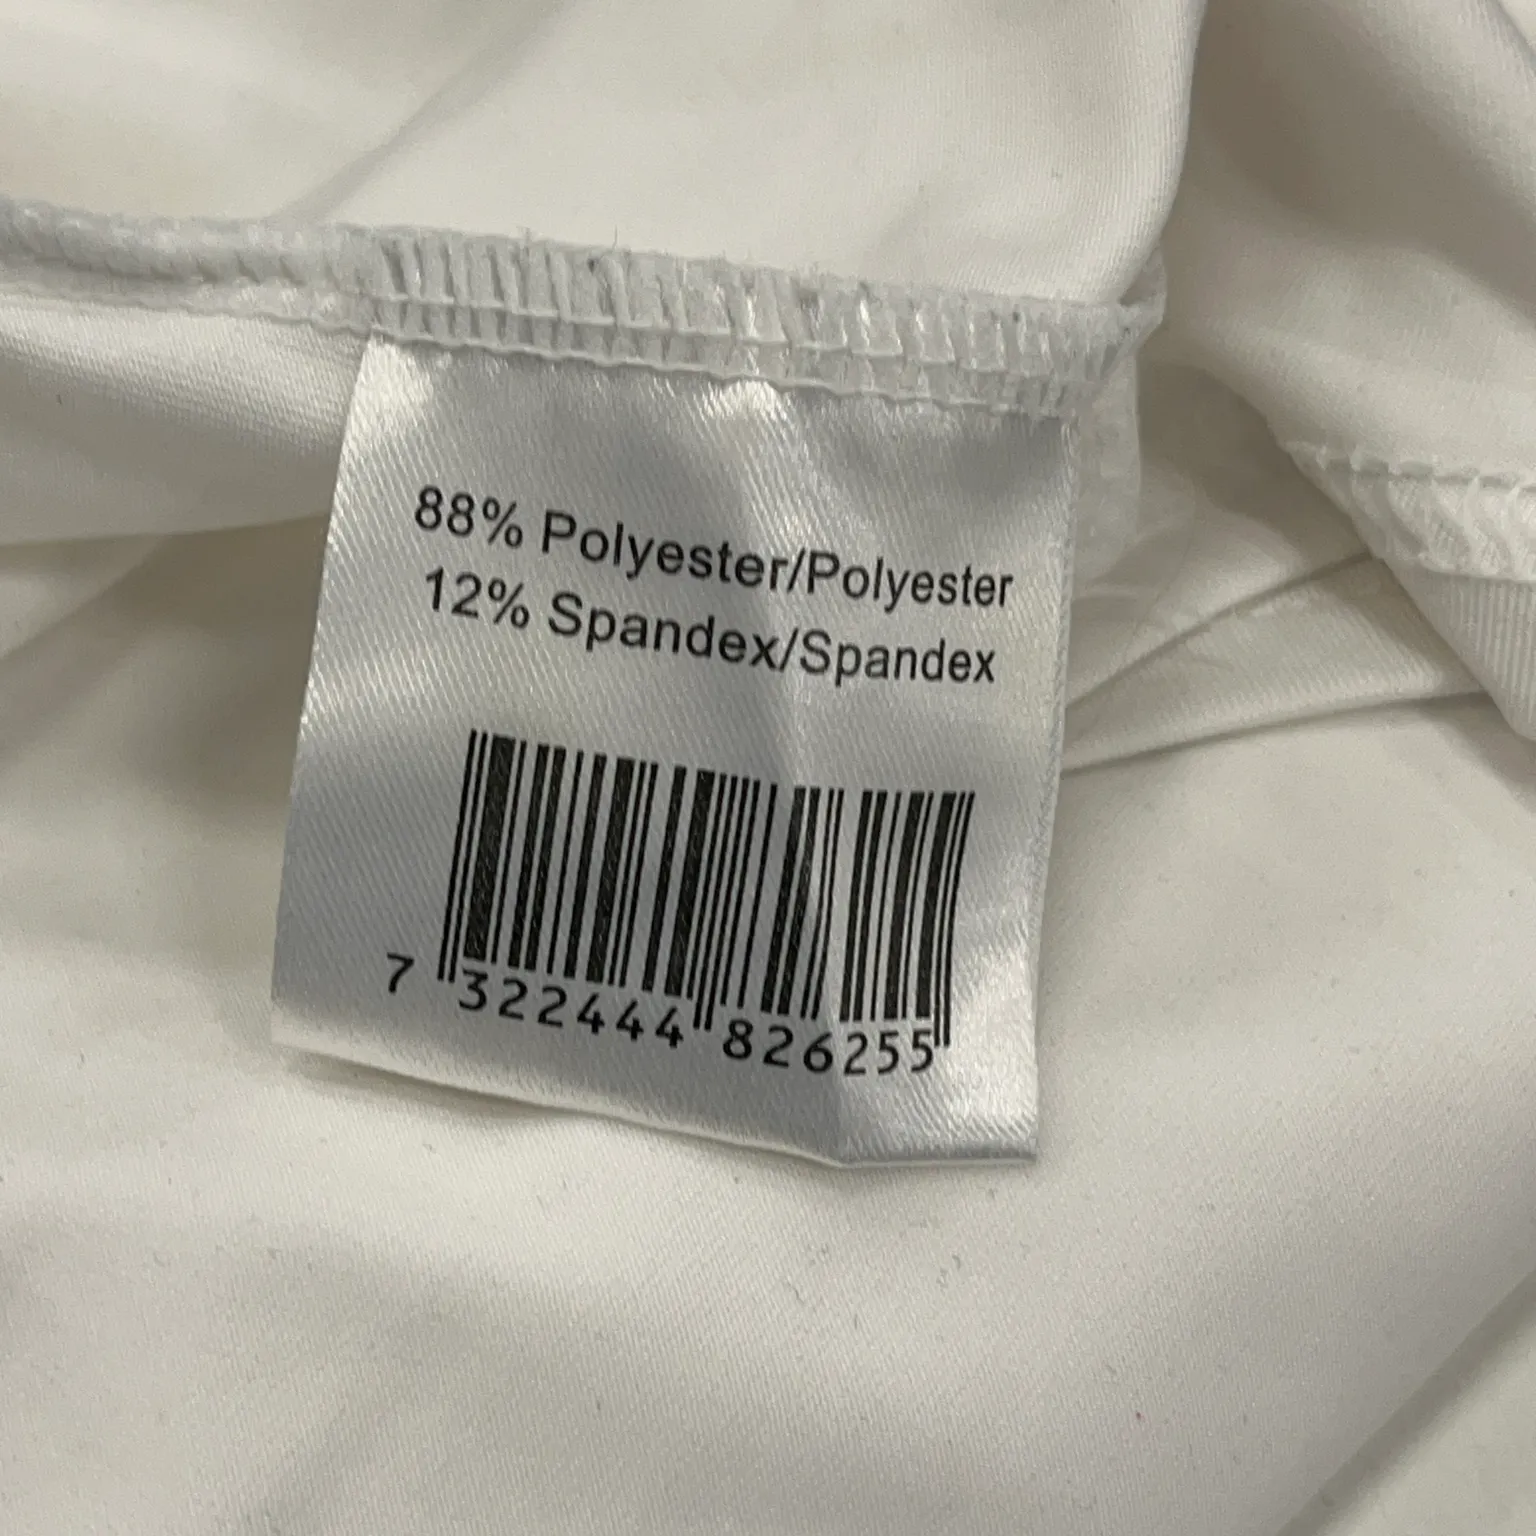 88% Polyester/Polyester
12% Spandex/Spandex
7 322444 826255